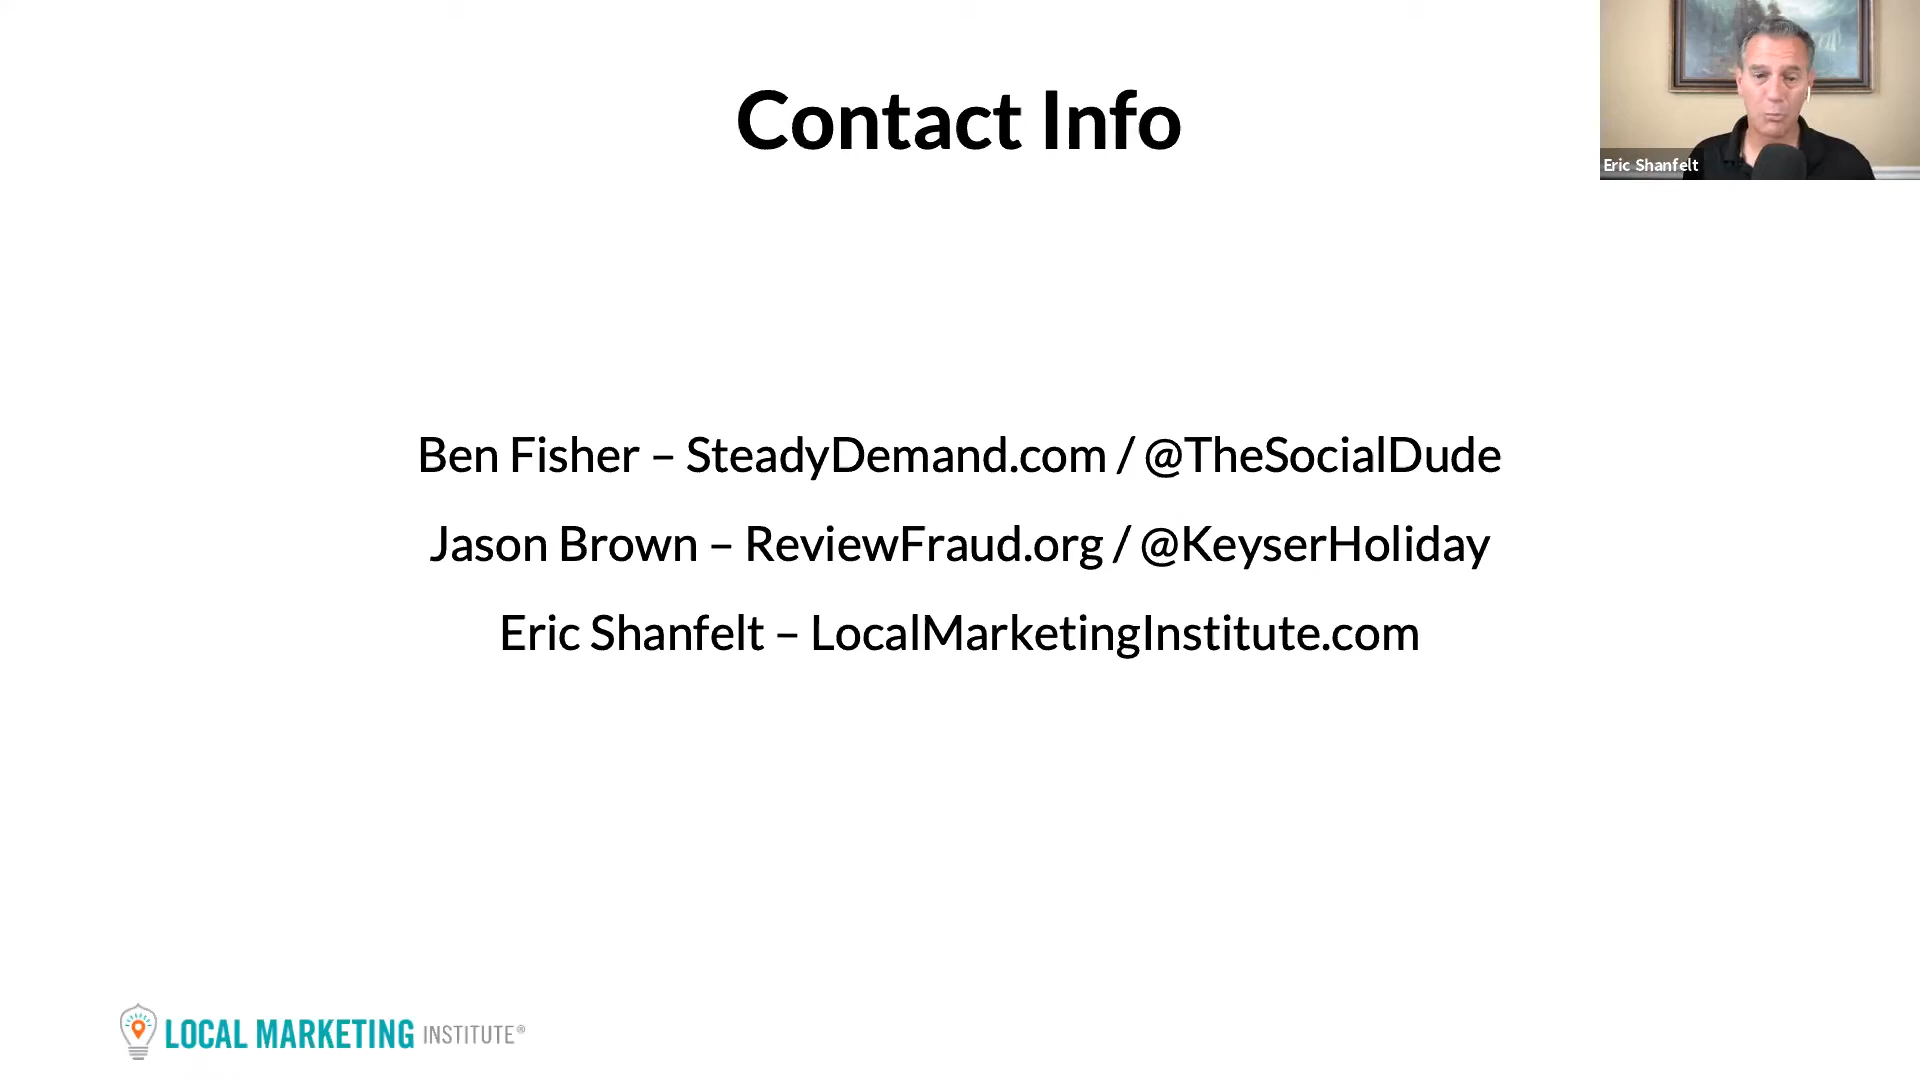 Contact Info
Eric Shanfelt
Ben Fisher – SteadyDemand.com / @TheSocialDude
Jason Brown – ReviewFraud.org / @KeyserHoliday
Eric Shanfelt – LocalMarketingInstitute.com
LOCAL MARKETING INSTITUTE®